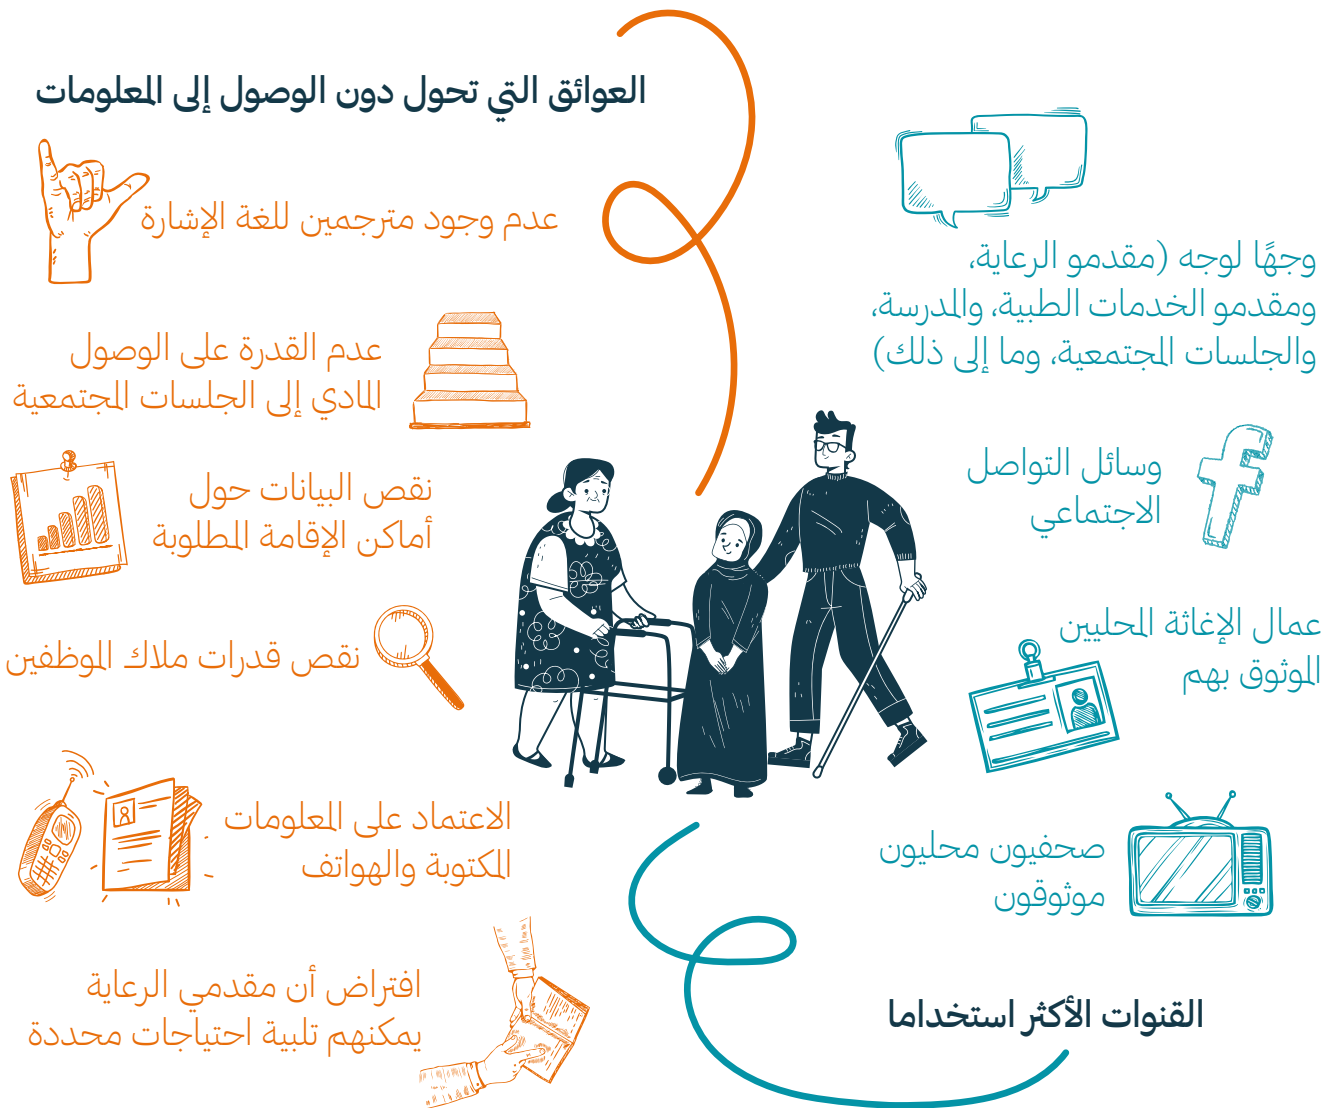 العوائق التي تحول دون الوصول إلى المعلومات
عدم وجود مترجمين للغة الإشارة
عدم القدرة على الوصول
المادي إلى الجلسات المجتمعية
نقص البيانات حول
أماكن الإقامة المطلوبة
نقص قدرات ملاك الموظفين
الاعتماد على المعلومات
المكتوبة والهواتف
افتراض أن مقدمي الرعاية
يمكنهم تلبية احتياجات محددة
وجهًا لوجه (مقدمو الرعاية،
ومقدمو الخدمات الطبية، والمدرسة،
والجلسات المجتمعية، وما إلى ذلك)
وسائل التواصل
الاجتماعي
عمال الإغاثة المحليين
الموثوق بهم
صحفيون محليون
موثوقون
القنوات الأكثر استخداما